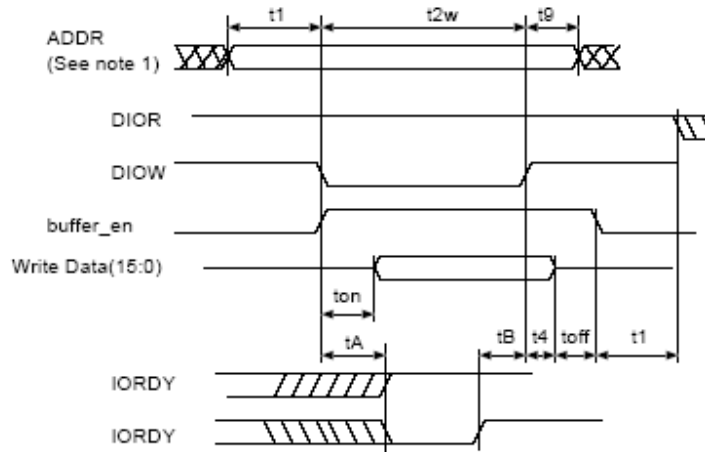 t1 t2w t9
ADDR
(See note 1)
DIOR
DIOW
buffer_en
Write Data(15:0)
ton
tA tB t4 toff t1
IORDY
IORDY